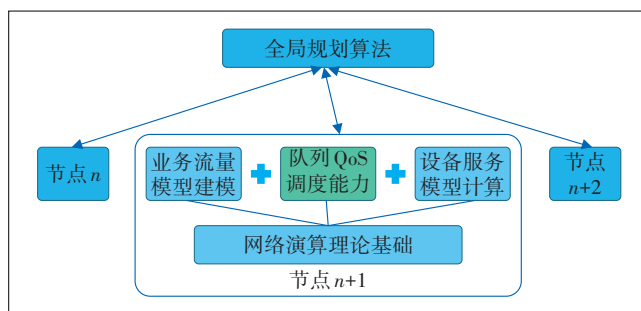 全局规划算法
节点 n
业务流量
模型建模
队列 QoS
调度能力
设备服务
模型计算
节点
n+2
网络演算理论基础
节点 n+1